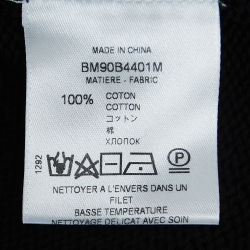 MADE IN CHINA
BM90B4401M
MATIERE - FABRIC
100% COTON
COTTON
コットン
棉
ХЛОПОК
1292
P
NETTOYER A L'ENVERS DANS UN
FILET
BASSE TEMPERATURE
NETTOYAGE DELICAT AVEC SOIN